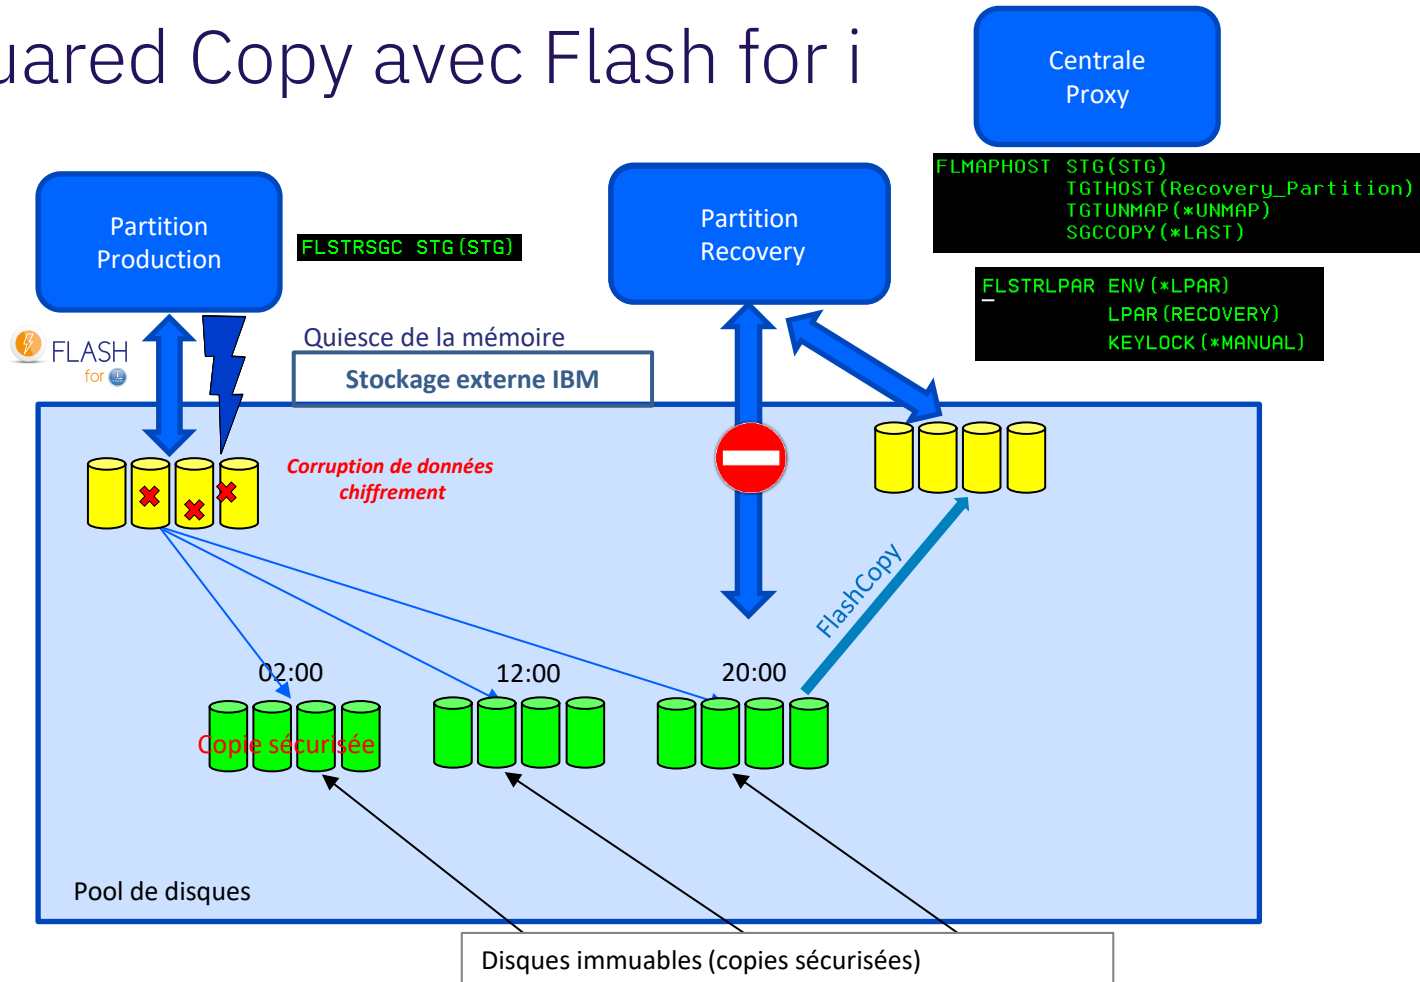 uared Copy avec Flash for i
Centrale
Proxy
FLMAPHOST STG(STG)
TGTHOST(Recovery_Partition)
TGTUNMAP(*UNMAP)
SGCCOPY(*LAST)
Partition
Production
FLSTRSGC STG(STG)
Partition
Recovery
FLSTRLPAR ENV(*LPAR)
LPAR(RECOVERY)
KEYLOCK(*MANUAL)
FLASH
for i
Quiesce de la mémoire
Stockage externe IBM
Corruption de données
chiffrement
FlashCopy
02:00
12:00
20:00
Copie sécurisée
Pool de disques
Disques immuables (copies sécurisées)